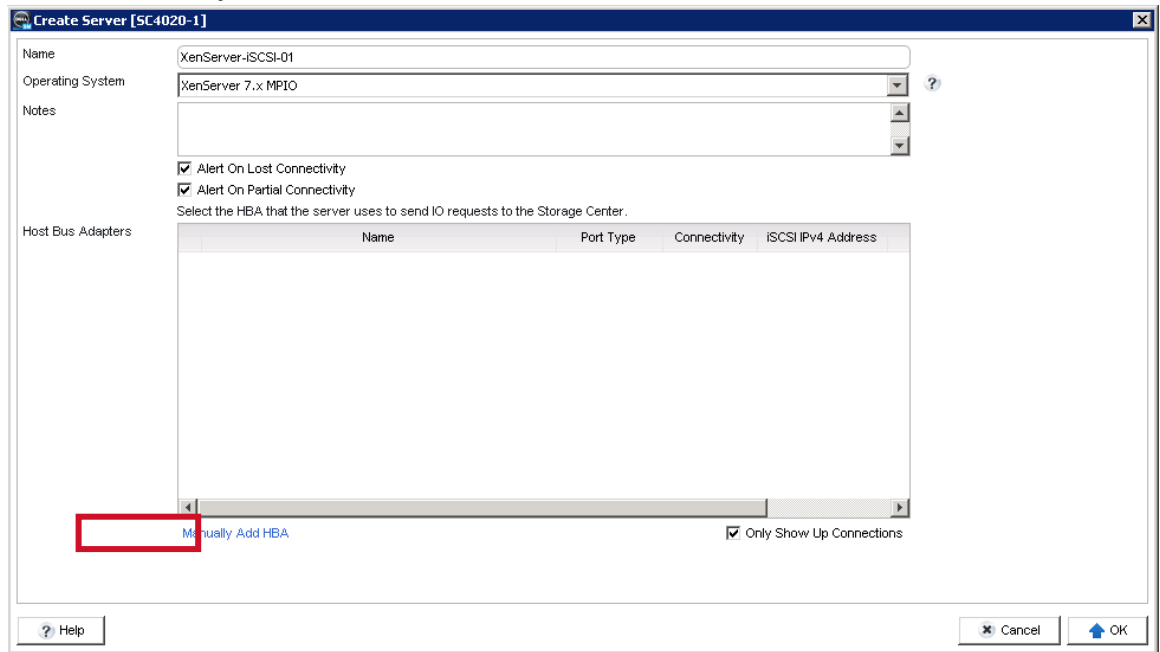 Create Server [SC4020-1]
Name XenServer-iSCSI-01
Operating System XenServer 7.x MPIO ?
Notes
Alert On Lost Connectivity
Alert On Partial Connectivity
Select the HBA that the server uses to send IO requests to the Storage Center.
Host Bus Adapters Name Port Type Connectivity iSCSI IPv4 Address
Manually Add HBA Only Show Up Connections
? Help Cancel OK